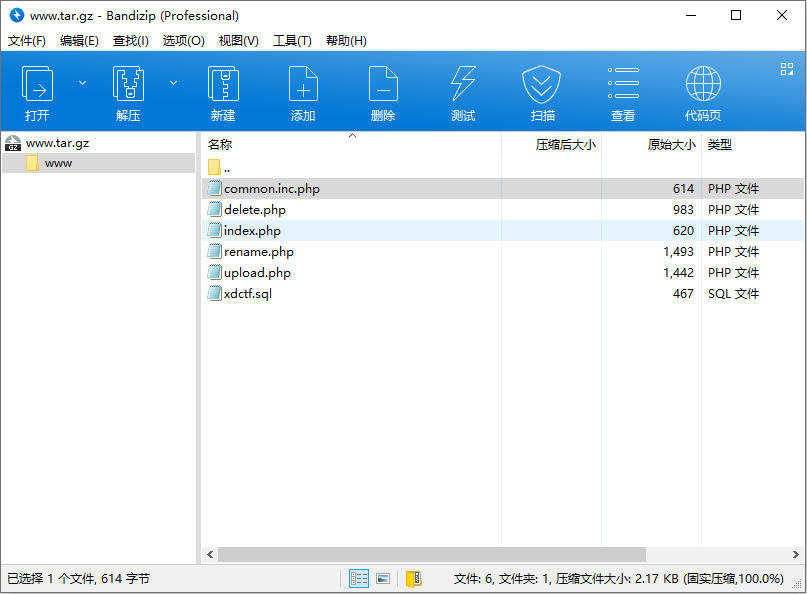 www.tar.gz - Bandizip (Professional)
文件(F) 编辑(E) 查找(I) 选项(O) 视图(V) 工具(T) 帮助(H)
打开 解压 新建 添加 删除 测试 扫描 查看 代码页
www.tar.gz
www
名称 压缩后大小 原始大小 类型
..
common.inc.php 614 PHP 文件
delete.php 983 PHP 文件
index.php 620 PHP 文件
rename.php 1,493 PHP 文件
upload.php 1,442 PHP 文件
xdctf.sql 467 SQL 文件
已选择 1 个文件, 614 字节 文件: 6, 文件夹: 1, 压缩文件大小: 2.17 KB (固实压缩,100.0%)